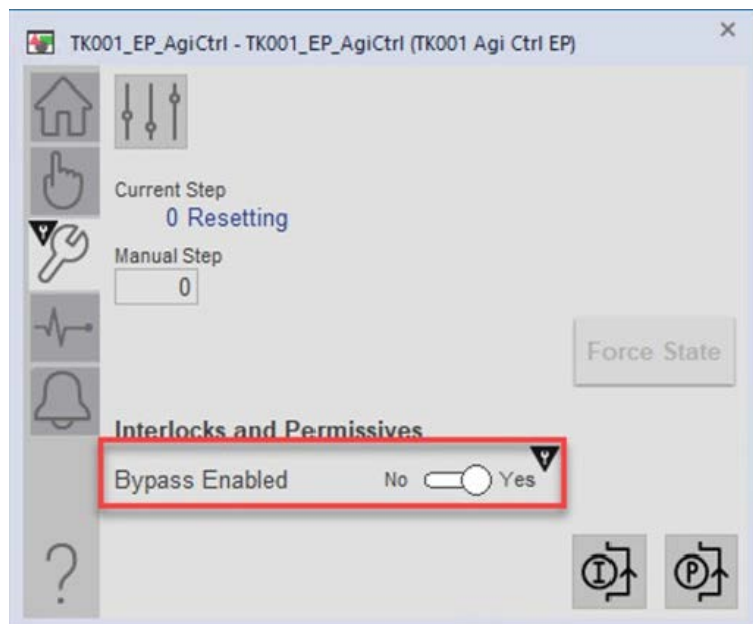 TK001_EP_AgiCtrl - TK001_EP_AgiCtrl (TK001 Agi Ctrl EP)
Current Step
0 Resetting
Manual Step
0
Force State
Interlocks and Permissives
Bypass Enabled No Yes
?
I P